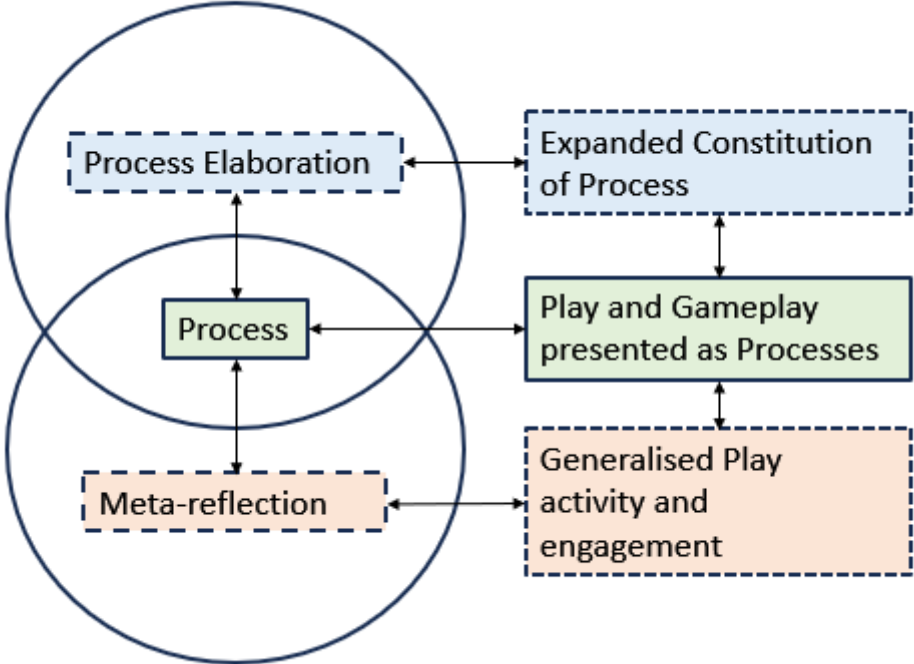 Process Elaboration
Expanded Constitution
of Process
Process
Play and Gameplay
presented as Processes
Meta-reflection
Generalised Play
activity and
engagement